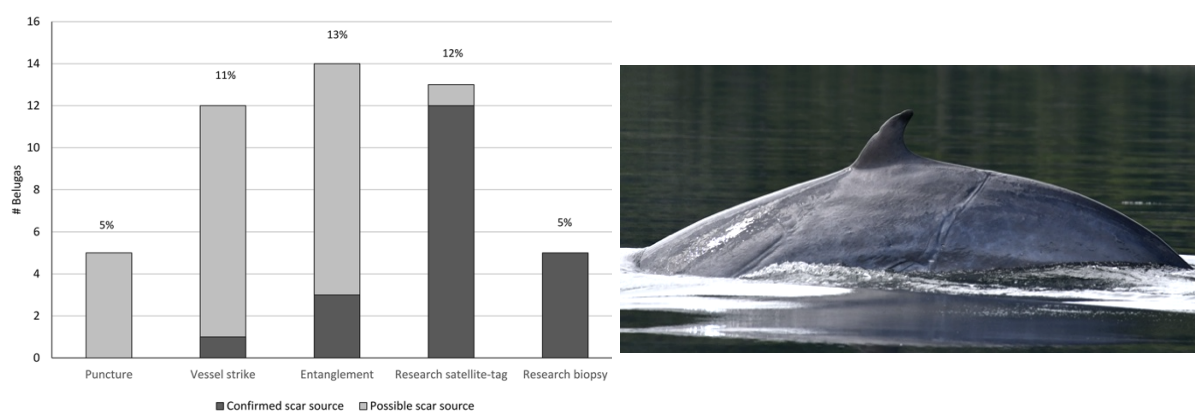 16
14
12
10
8
6
4
2
0
# Belugas
5%
11%
13%
12%
5%
Puncture
Vessel strike
Entanglement
Research satellite-tag
Research biopsy
Confirmed scar source
Possible scar source